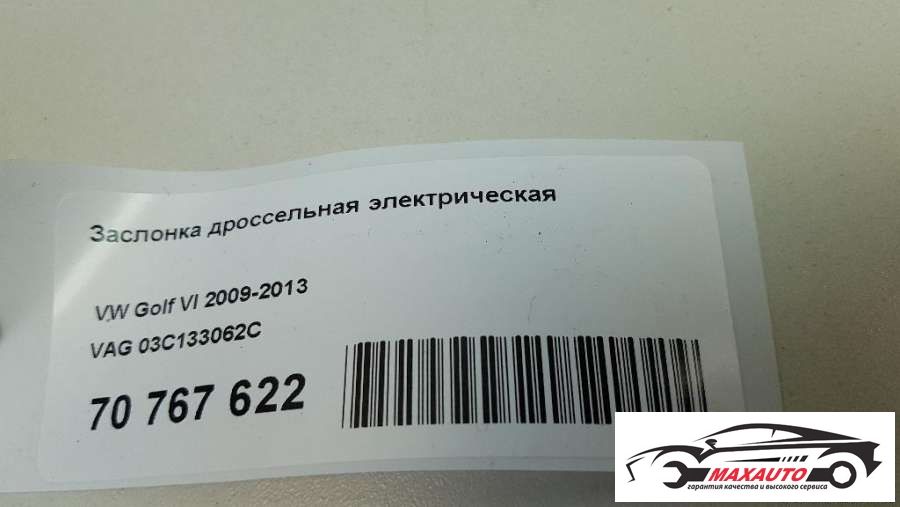 Заслонка дроссельная электрическая
VW Golf VI 2009-2013
VAG 03C133062C
70 767 622
MAXAUTO
гарантия качества и высокого сервиса